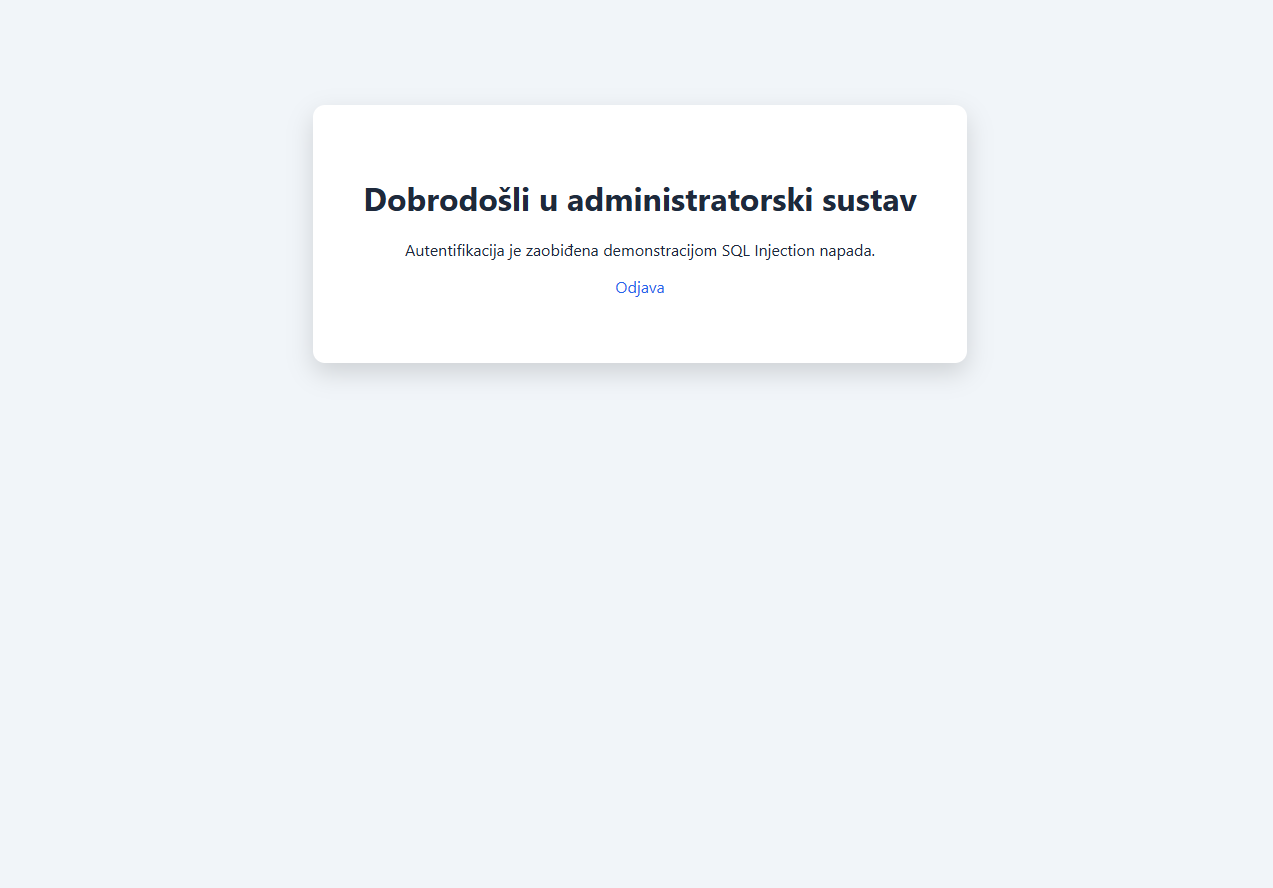 Dobrodošli u administratorski sustav
Autentifikacija je zaobiđena demonstracijom SQL Injection napada.
Odjava